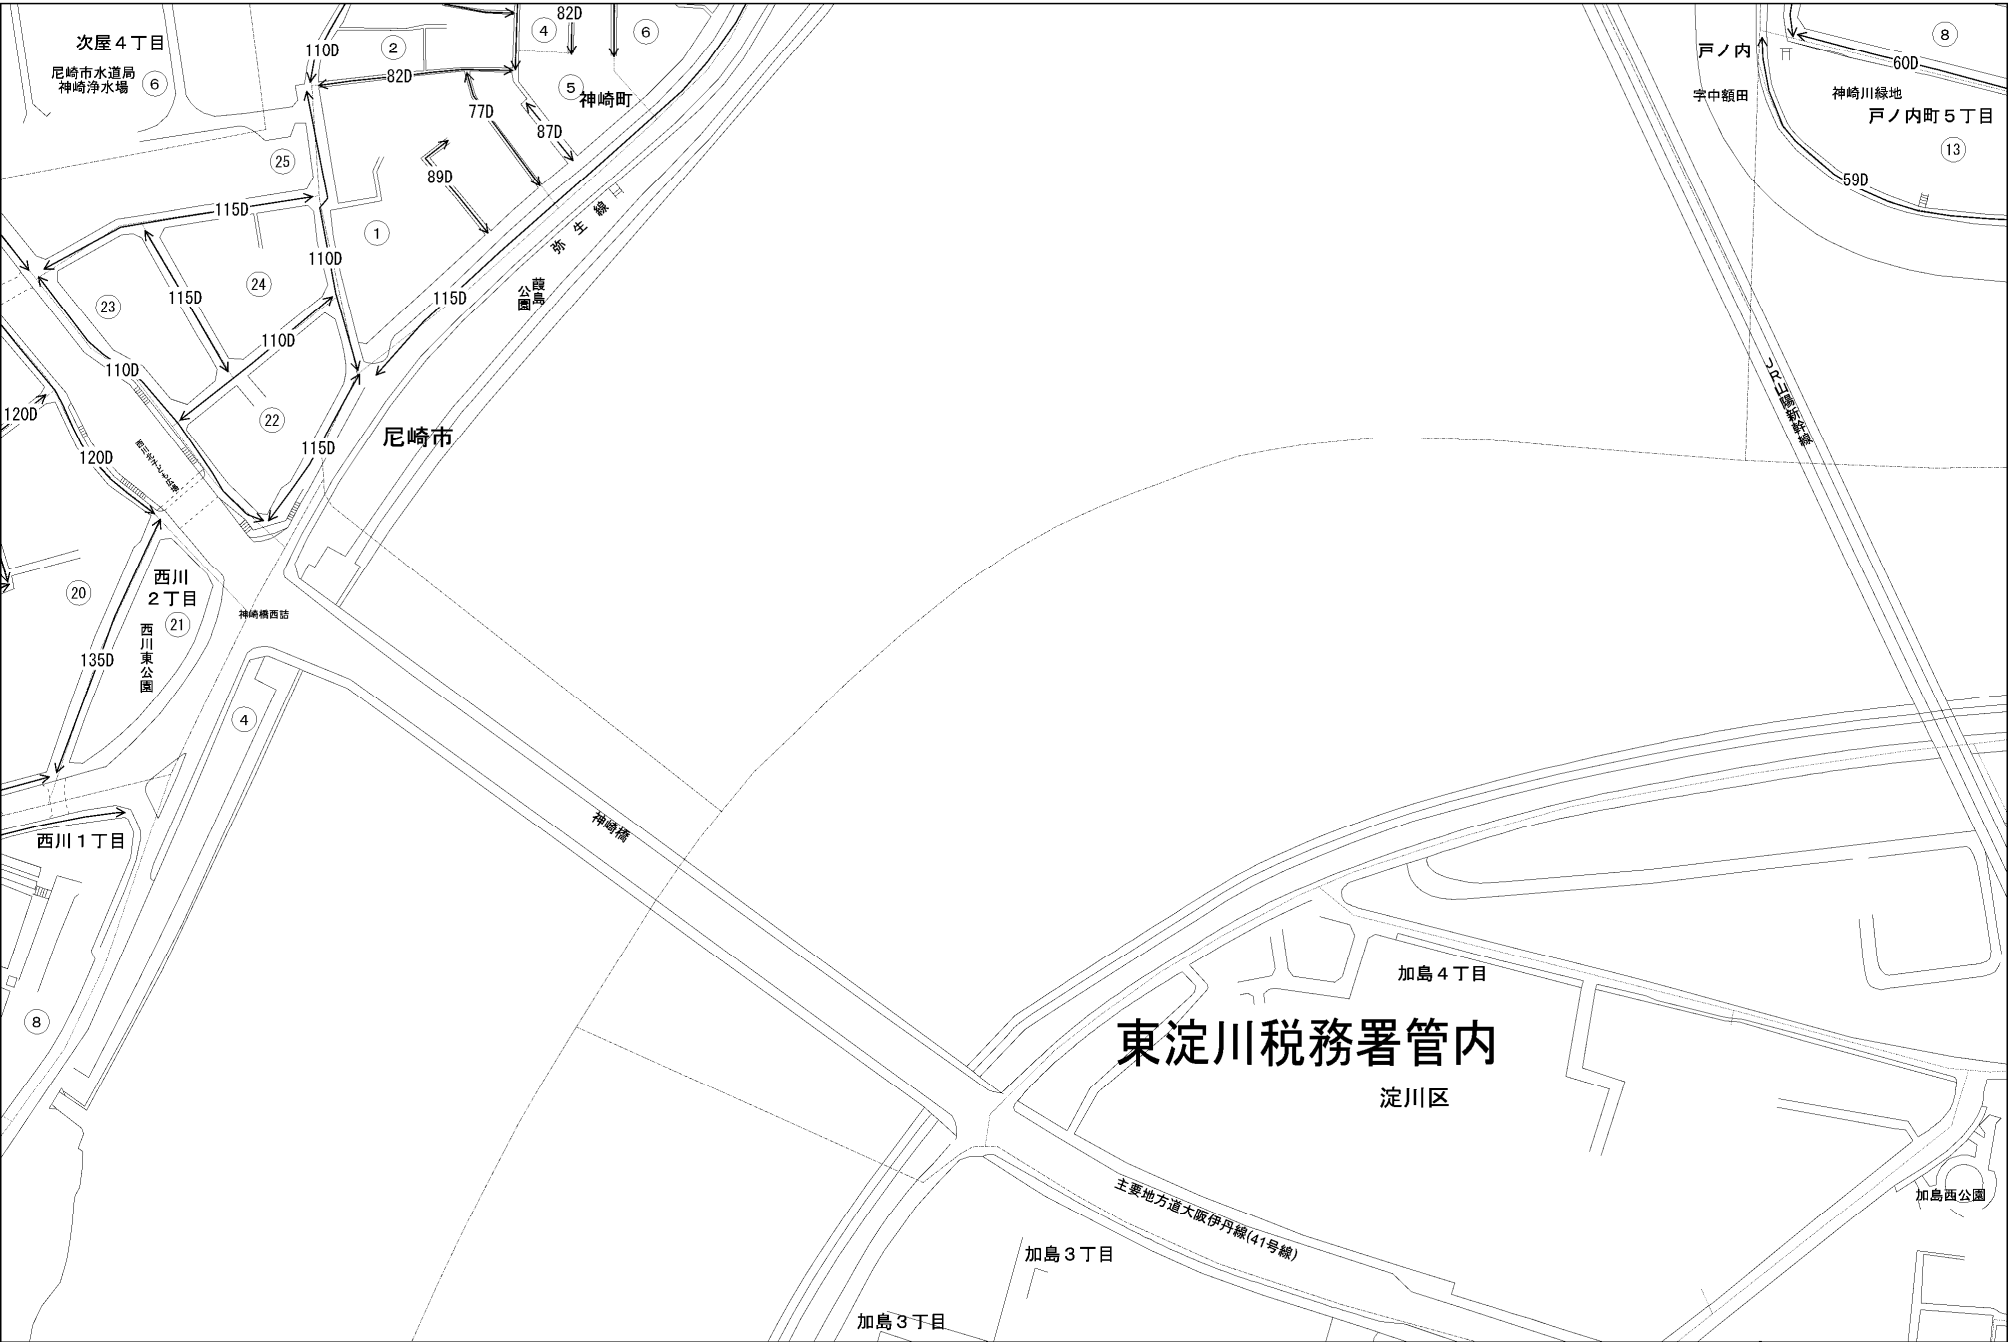 次屋４丁目
尼崎市水道局
神崎浄水場
6
110D
2
82D
4
82D
6
5
神崎町
77D
87D
89D
25
115D
1
110D
24
115D
23
110D
110D
115D
弥生線
葭島
公園
22
115D
尼崎市
120D
120D
20
西川
２丁目
21
西川東公園
135D
神崎橋西詰
4
西川１丁目
8
神崎橋
戸ノ内
字中額田
8
60D
神崎川緑地
戸ノ内町５丁目
13
59D
JR山陽新幹線
加島４丁目
東淀川税務署管内
淀川区
加島西公園
主要地方道大阪伊丹線(41号線)
加島３丁目
加島３丁目